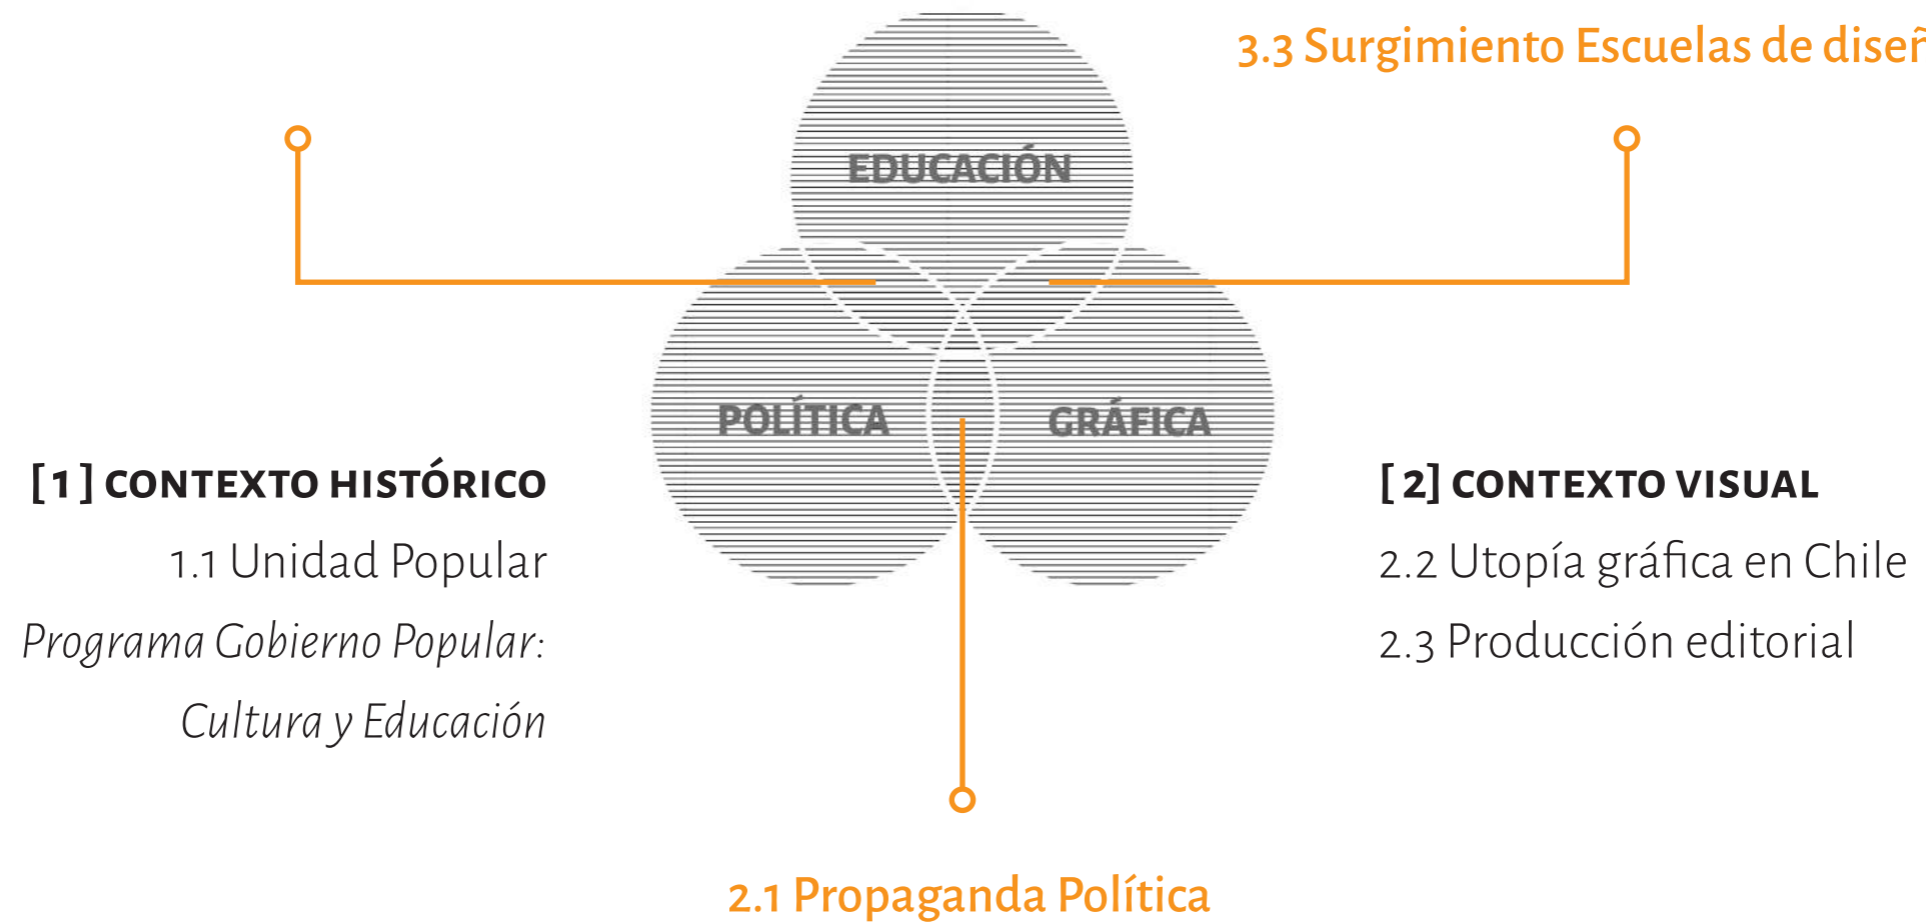 3.3 Surgimiento Escuelas de
EDUCACIÓN
POLÍTICA
GRÁFICA
[1] CONTEXTO HISTÓRICO
1.1 Unidad Popular
Programa Gobierno Popular:
Cultura y Educación
[2] CONTEXTO VISUAL
2.2 Utopía gráfica en Chile
2.3 Producción editorial
2.1 Propaganda Política